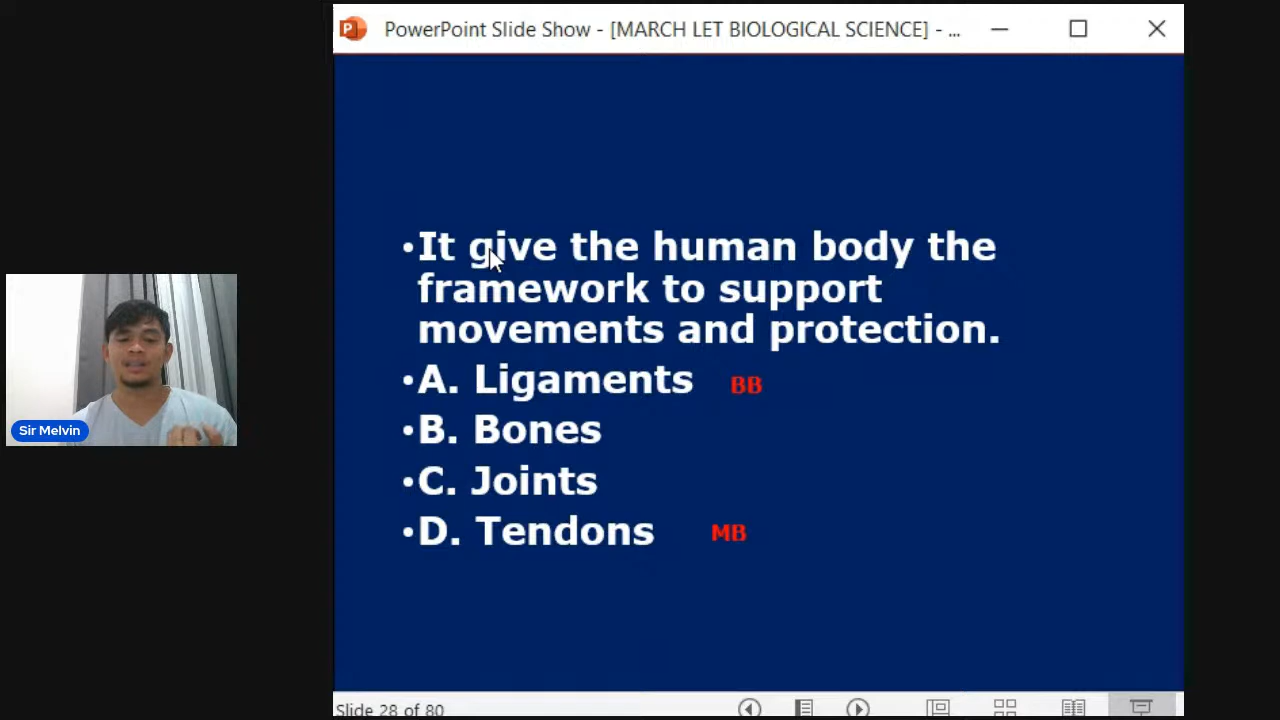 PowerPoint Slide Show - [MARCH LET BIOLOGICAL SCIENCE] - ...
•It give the human body the
framework to support
movements and protection.
•A. Ligaments BB
•B. Bones
•C. Joints
•D. Tendons MB
Sir Melvin
Slide 28 of 80